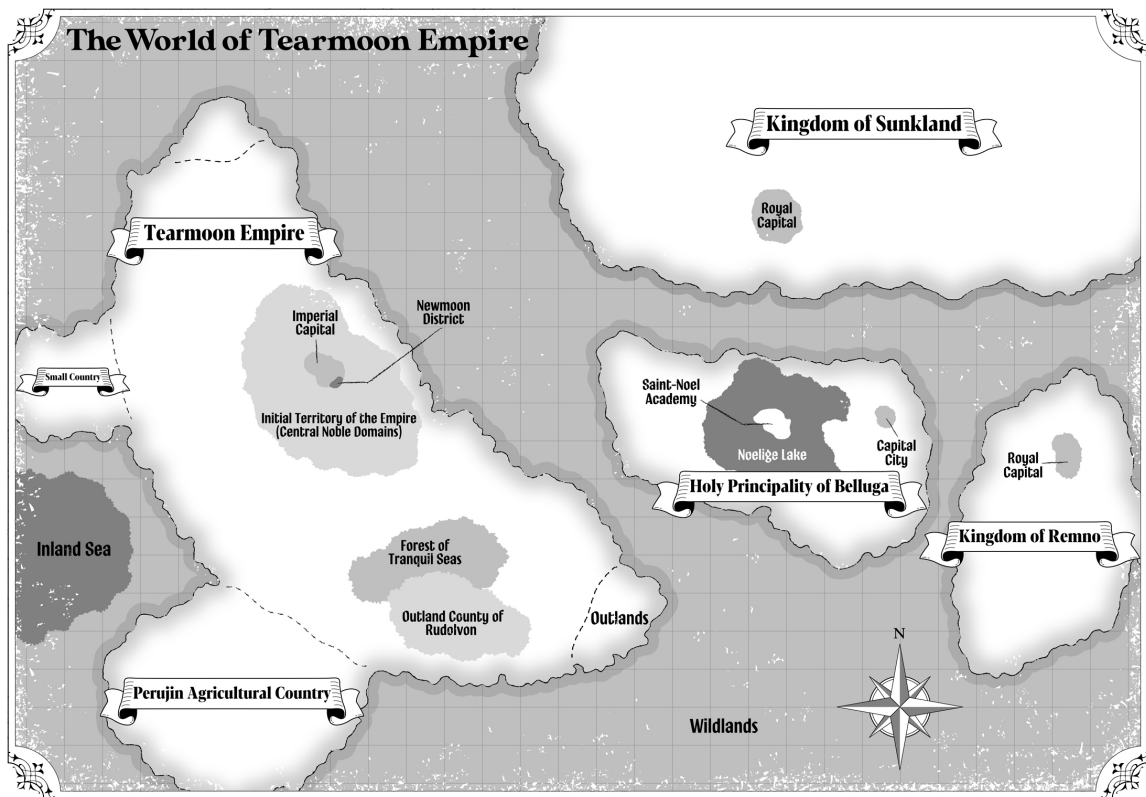 The World of Tearmoon Empire
Kingdom of Sunkland
Royal
Capital
Tearmoon Empire
Newmoon
District
Imperial
Capital
Small Country
Initial Territory of the Empire
(Central Noble Domains)
Saint-Noel
Academy
Noelige Lake
Capital
City
Holy Principality of Belluga
Royal
Capital
Kingdom of Remno
Inland Sea
Forest of
Tranquil Seas
Outland County of
Rudolvon
Outlands
Perujin Agricultural Country
Wildlands
N